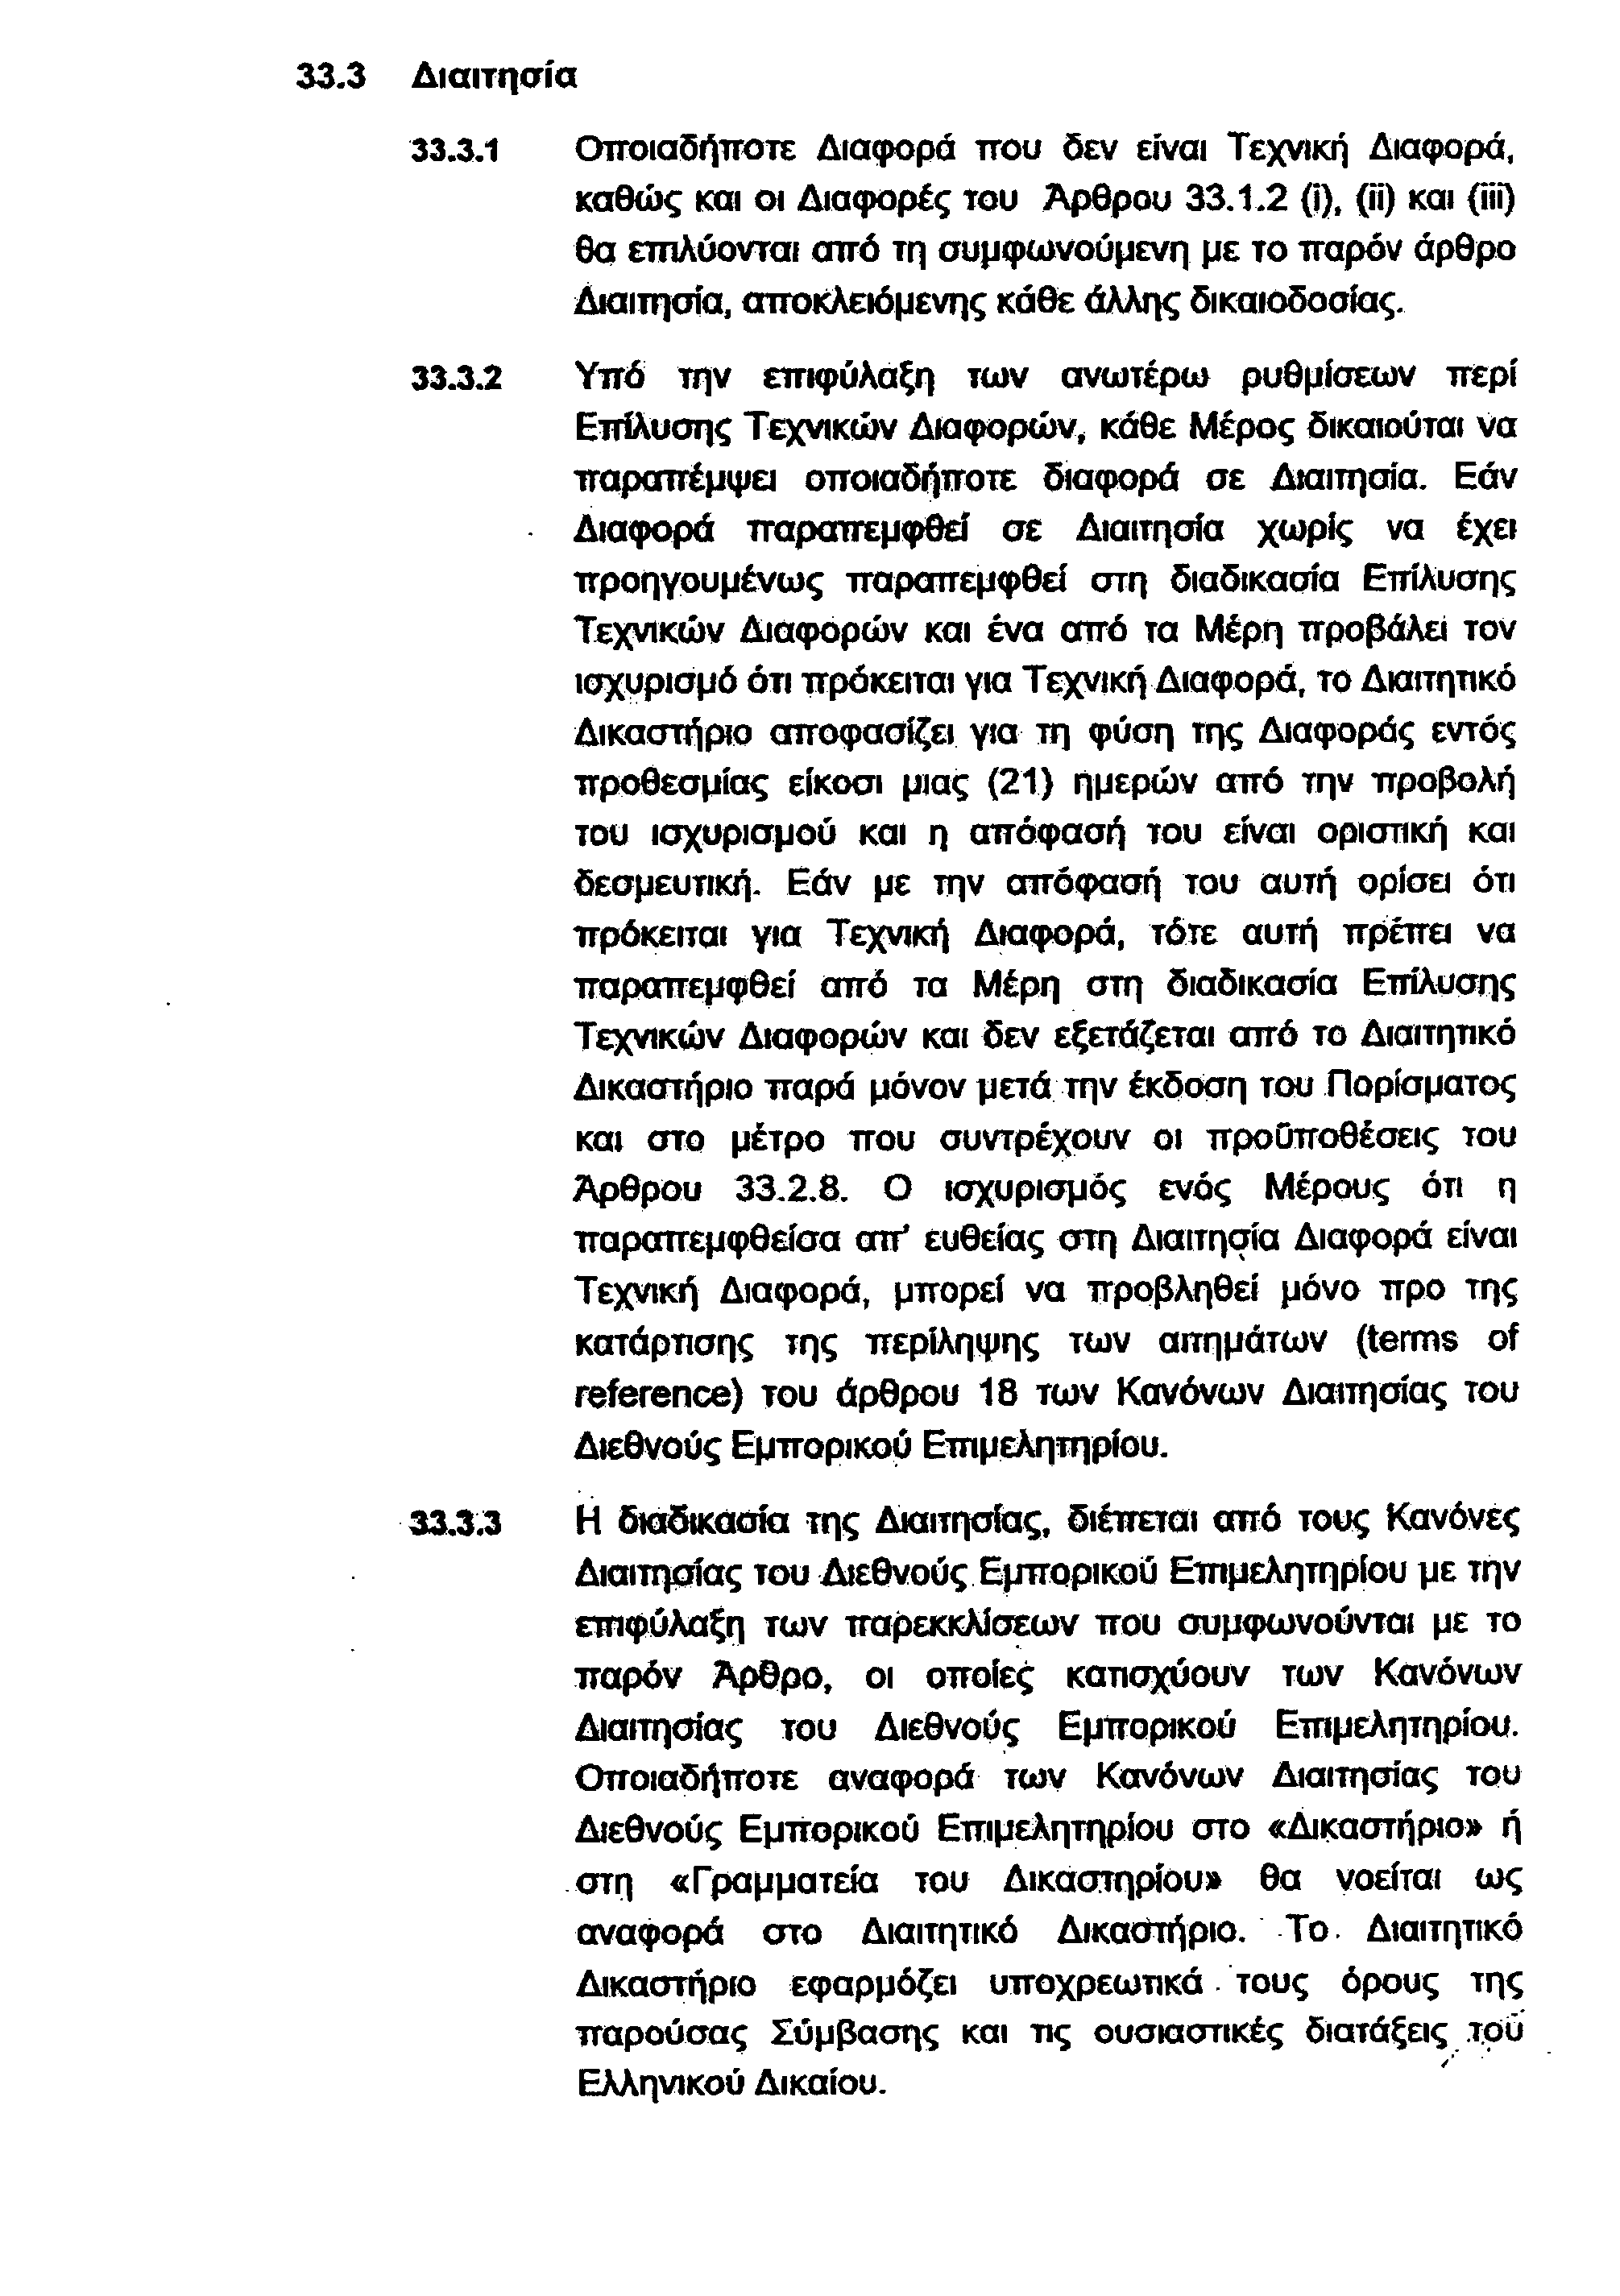 33.3 Διαιτησία
33.3.1 Οποιαδήποτε Διαφορά που δεν είναι Τεχνική Διαφορά,
καθώς και οι Διαφορές του Άρθρου 33.1.2 (i), (ii) και (iii)
θα επιλύονται από τη συμφωνούμενη με το παρόν άρθρο
Διαιτησία, αποκλειόμενης κάθε άλλης δικαιοδοσίας.
33.3.2 Υπό την επιφύλαξη των ανωτέρω ρυθμίσεων περί
Επίλυσης Τεχνικών Διαφορών, κάθε Μέρος δικαιούται να
παραπέμψει οποιαδήποτε διαφορά σε Διαιτησία. Εάν
Διαφορά παραπεμφθεί σε Διαιτησία χωρίς να έχει
προηγουμένως παραπεμφθεί στη διαδικασία Επίλυσης
Τεχνικών Διαφορών και ένα από τα Μέρη προβάλει τον
ισχυρισμό ότι πρόκειται για Τεχνική Διαφορά, το Διαιτητικό
Δικαστήριο αποφασίζει για τη φύση της Διαφοράς εντός
προθεσμίας είκοσι μιας (21) ημερών από την προβολή
του ισχυρισμού και η απόφασή του είναι οριστική και
δεσμευτική. Εάν με την απόφασή του αυτή ορίσει ότι
πρόκειται για Τεχνική Διαφορά, τότε αυτή πρέπει να
παραπεμφθεί από τα Μέρη στη διαδικασία Επίλυσης
Τεχνικών Διαφορών και δεν εξετάζεται από το Διαιτητικό
Δικαστήριο παρά μόνον μετά την έκδοση του Πορίσματος
και στο μέτρο που συντρέχουν οι προϋποθέσεις του
Άρθρου 33.2.8. Ο ισχυρισμός ενός Μέρους ότι η
παραπεμφθείσα απ' ευθείας στη Διαιτησία Διαφορά είναι
Τεχνική Διαφορά, μπορεί να προβληθεί μόνο προ της
κατάρτισης της περίληψης των αιτημάτων (terms of
reference) του άρθρου 18 των Κανόνων Διαιτησίας του
Διεθνούς Εμπορικού Επιμελητηρίου.
33.3.3 Η διαδικασία της Διαιτησίας, διέπεται από τους Κανόνες
Διαιτησίας του Διεθνούς Εμπορικού Επιμελητηρίου με την
επιφύλαξη των παρεκκλίσεων που συμφωνούνται με το
παρόν Άρθρο, οι οποίες κατισχύουν των Κανόνων
Διαιτησίας του Διεθνούς Εμπορικού Επιμελητηρίου.
Οποιαδήποτε αναφορά των Κανόνων Διαιτησίας του
Διεθνούς Εμπορικού Επιμελητηρίου στο «Δικαστήριο» ή
στη «Γραμματεία του Δικαστηρίου» θα νοείται ως
αναφορά στο Διαιτητικό Δικαστήριο. Το Διαιτητικό
Δικαστήριο εφαρμόζει υποχρεωτικά τους όρους της
παρούσας Σύμβασης και τις ουσιαστικές διατάξεις του
Ελληνικού Δικαίου.